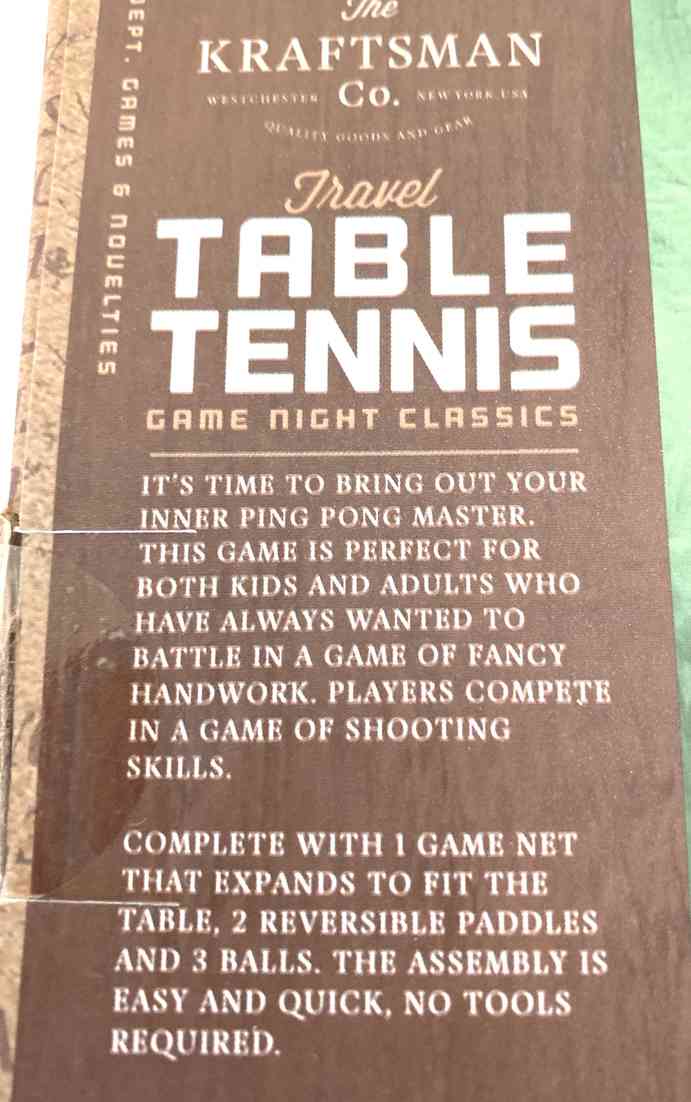 The
KRAFTSMAN
WESTCHESTER Co. NEW YORK, USA
QUALITY GOODS AND GEAR
Travel
TABLE
TENNIS
GAME NIGHT CLASSICS
IT'S TIME TO BRING OUT YOUR
INNER PING PONG MASTER.
THIS GAME IS PERFECT FOR
BOTH KIDS AND ADULTS WHO
HAVE ALWAYS WANTED TO
BATTLE IN A GAME OF FANCY
HANDWORK. PLAYERS COMPETE
IN A GAME OF SHOOTING
SKILLS.
COMPLETE WITH 1 GAME NET
THAT EXPANDS TO FIT THE
TABLE, 2 REVERSIBLE PADDLES
AND 3 BALLS. THE ASSEMBLY IS
EASY AND QUICK, NO TOOLS
REQUIRED.
DEPT. GAMES & NOVELTIES